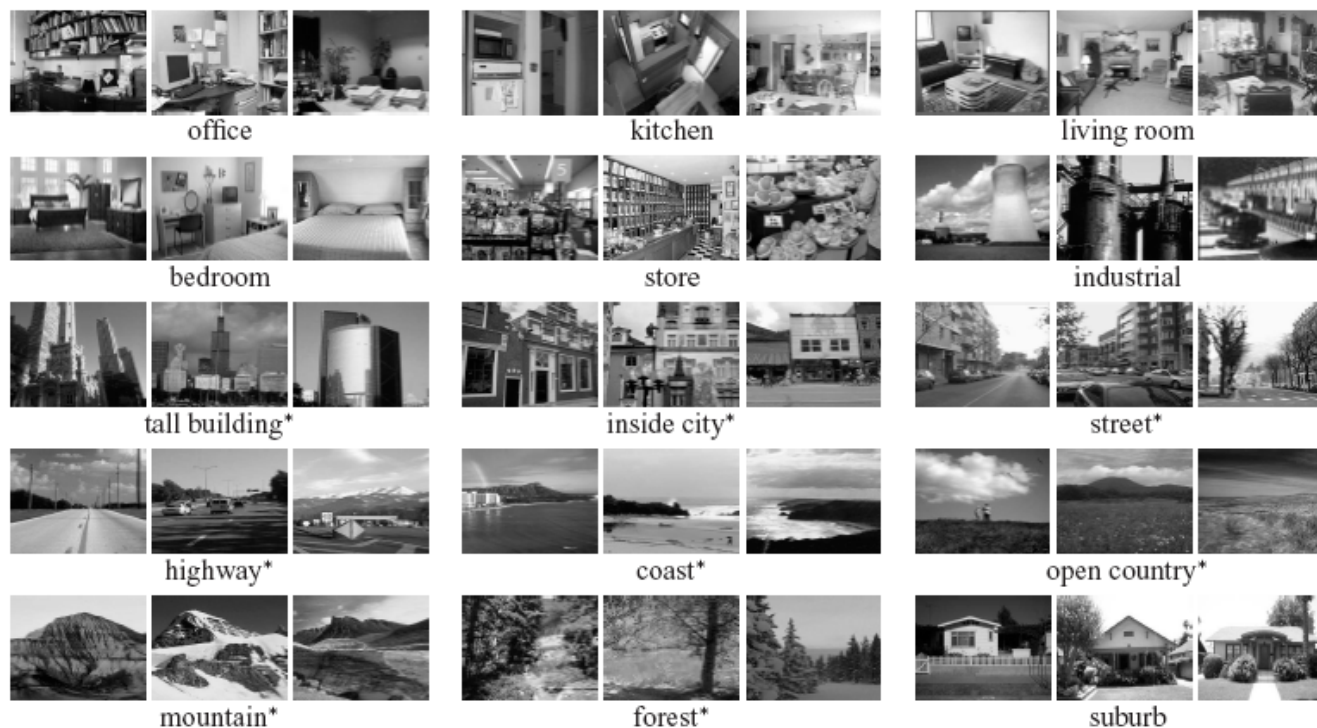 office
kitchen
living room
5
bedroom
store
industrial
tall building*
inside city*
street*
highway*
coast*
open country*
mountain*
forest*
suburb